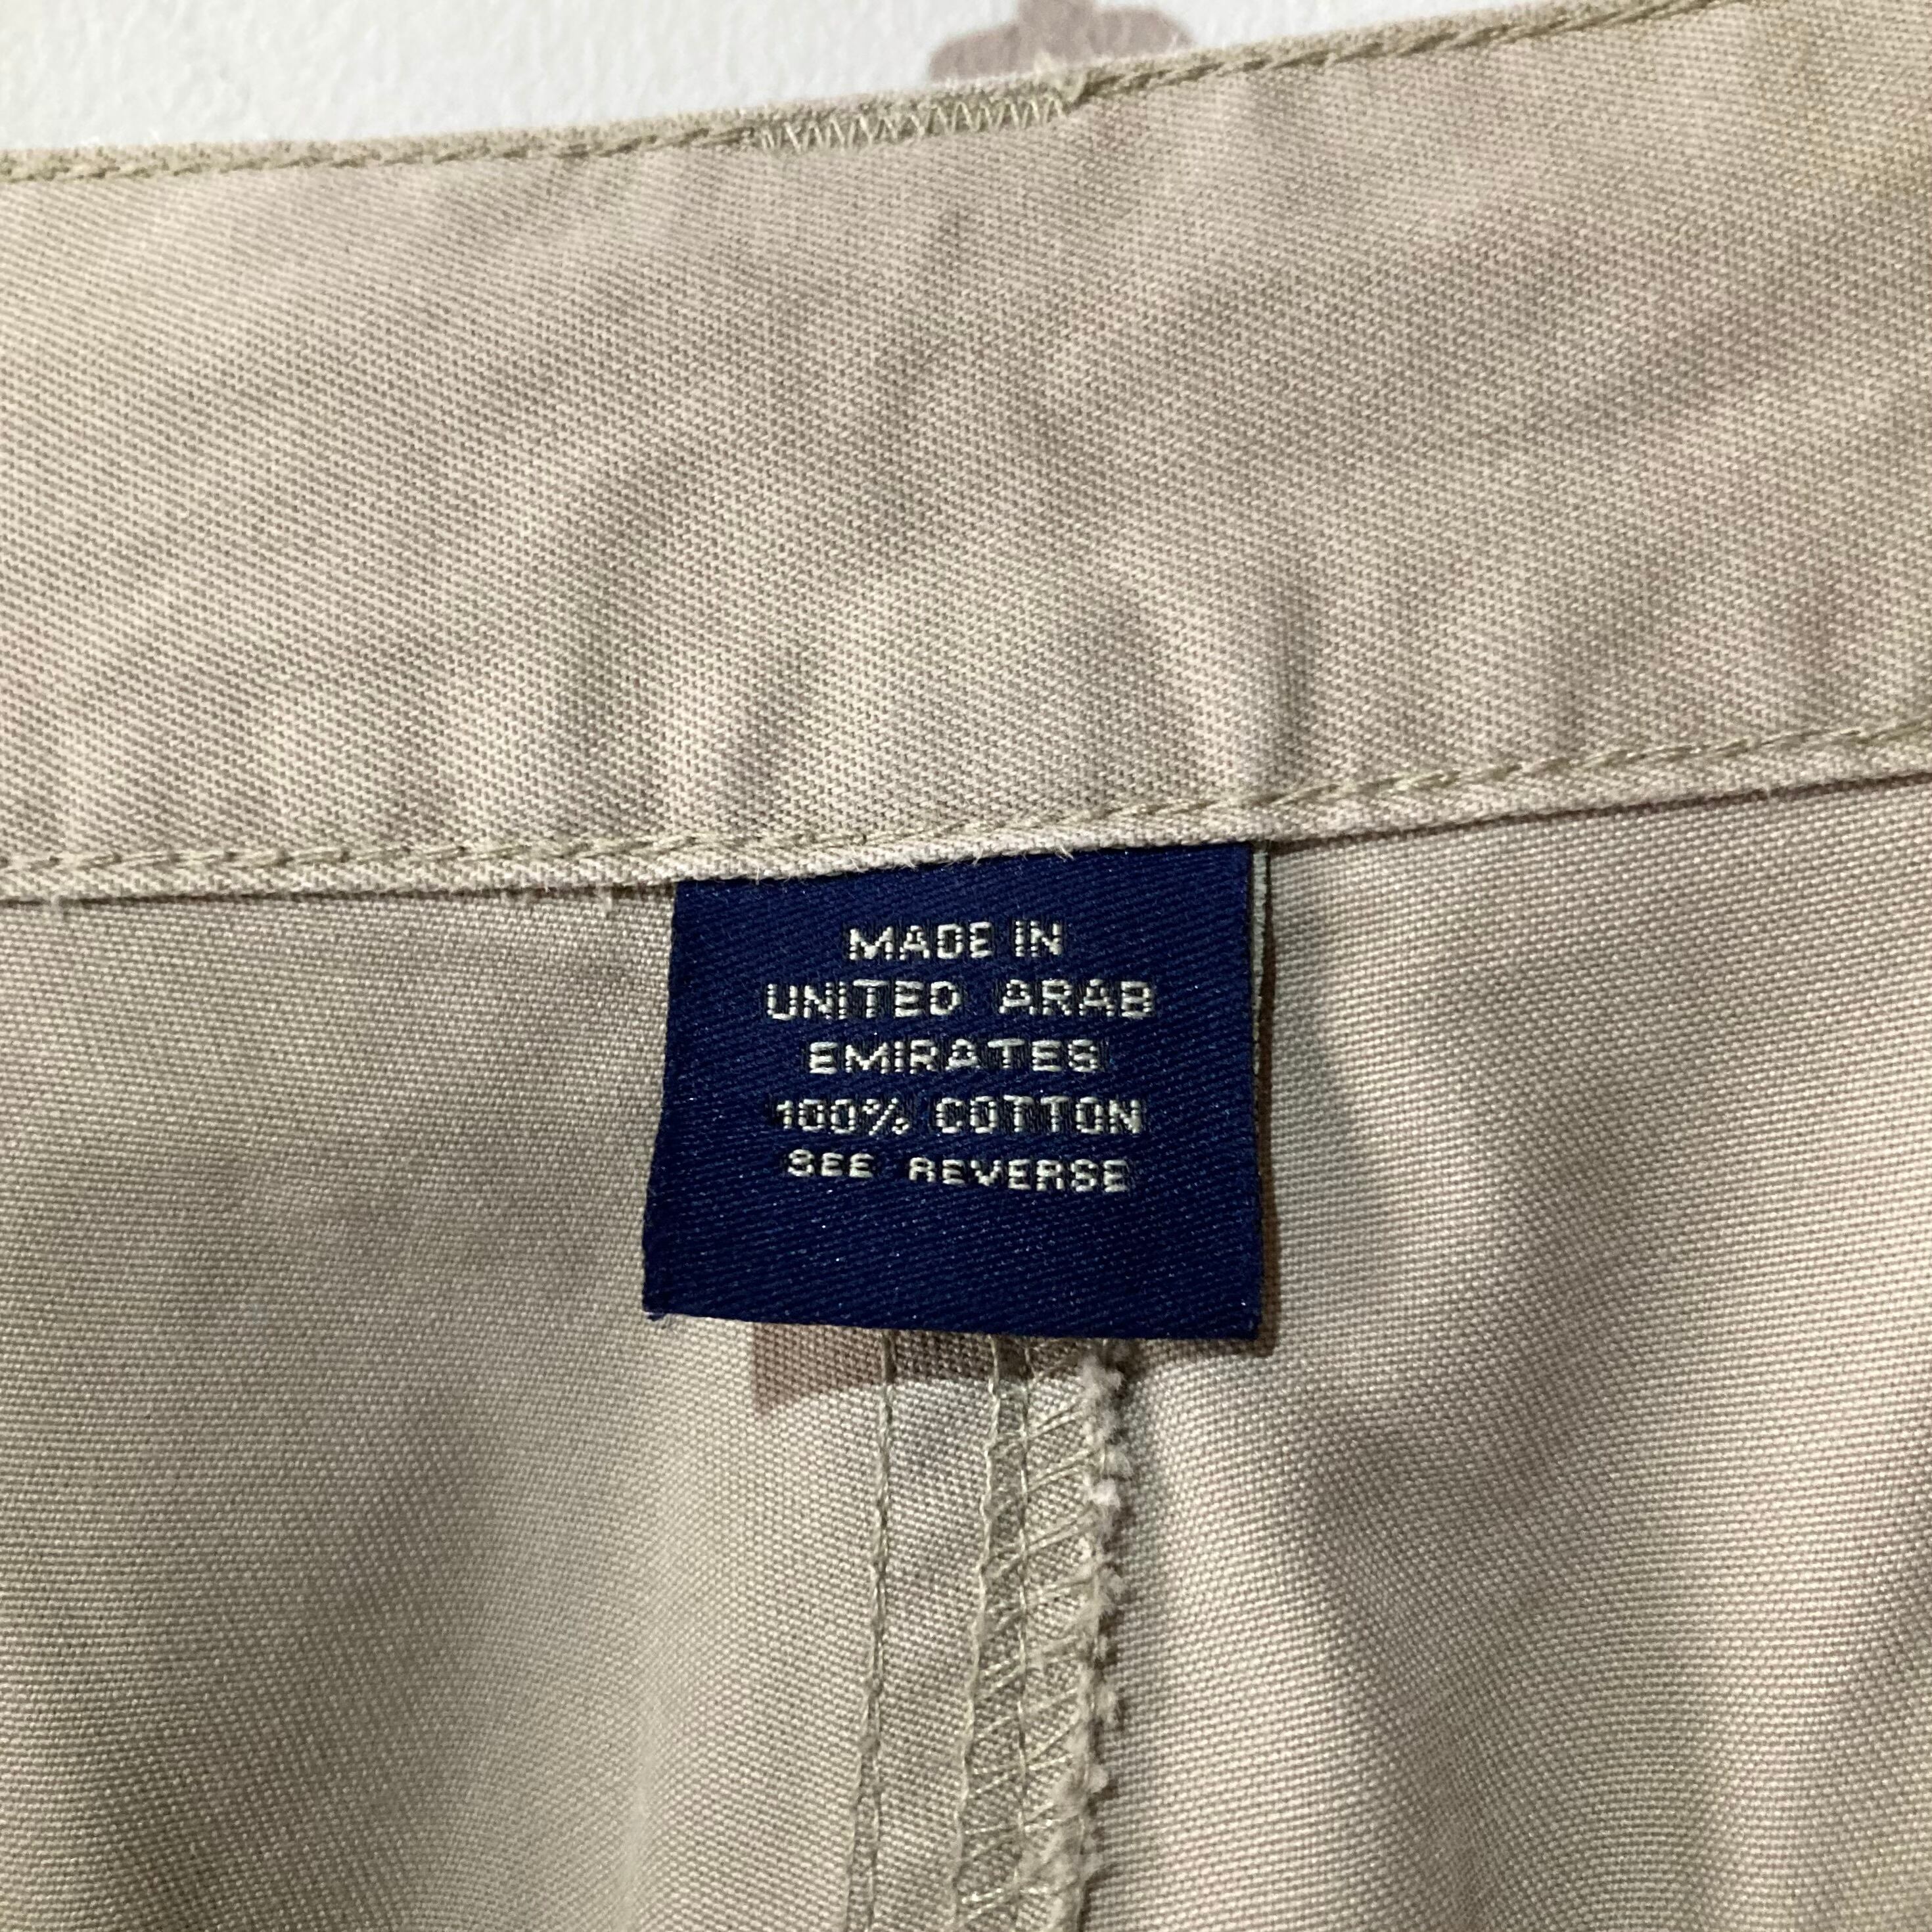 MADE IN
UNITED ARAB
EMIRATES
100% COTTON
SEE REVERSE